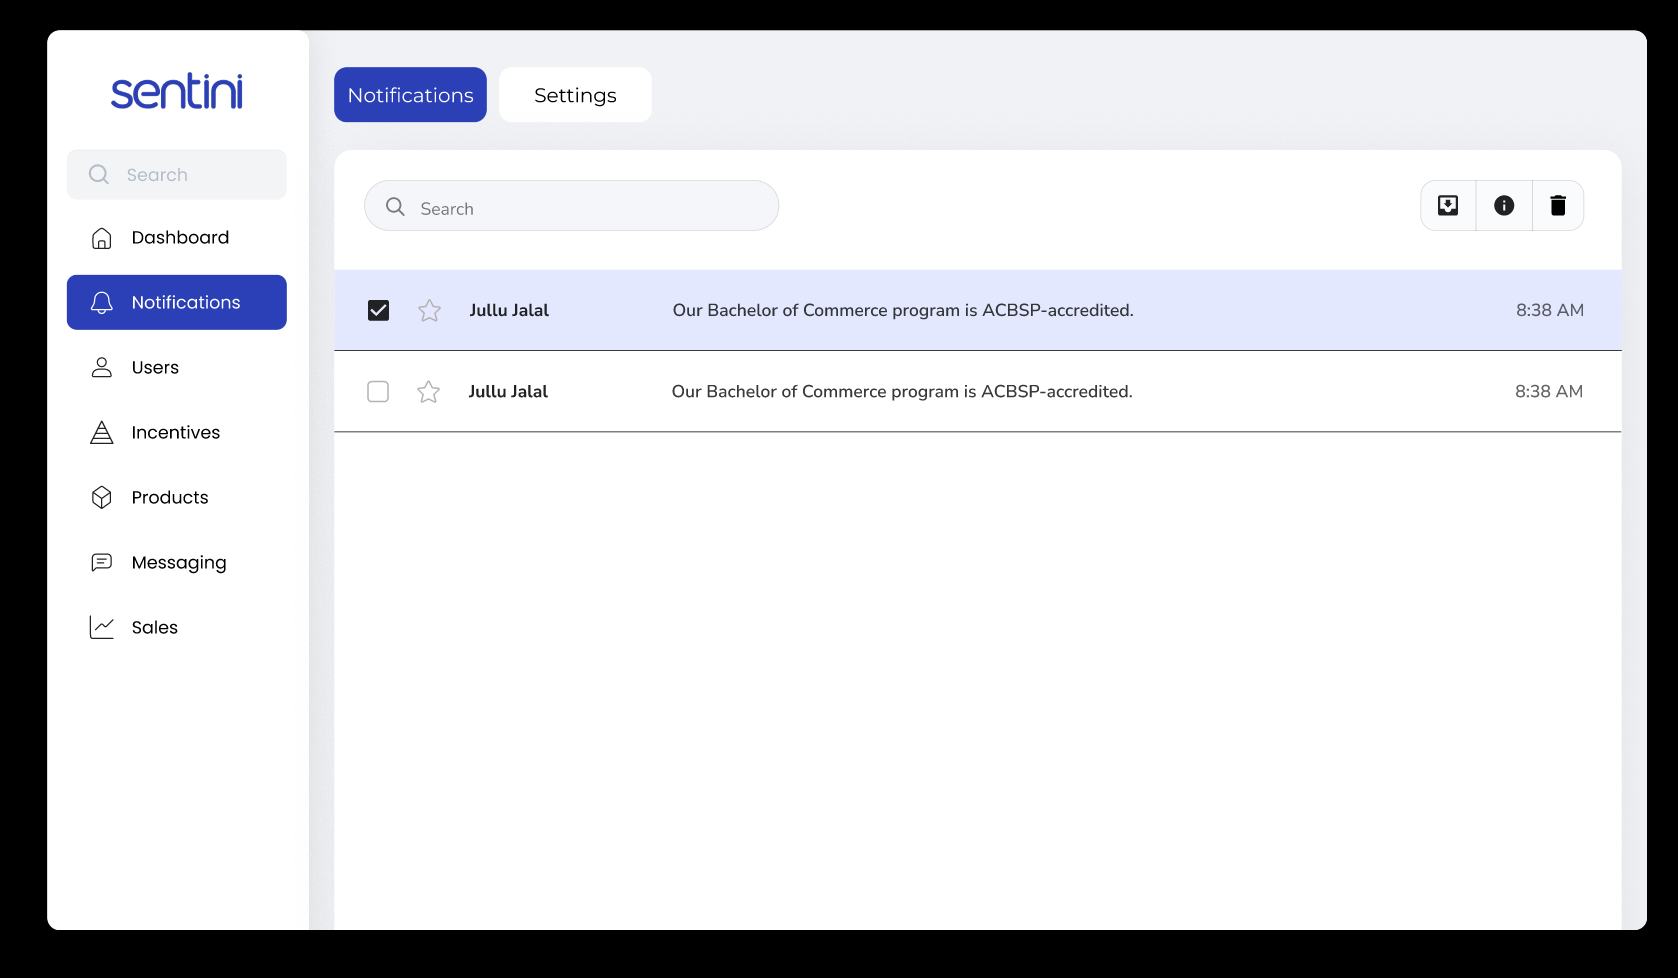 sentini
Search
Dashboard
Notifications
Users
Incentives
Products
Messaging
Sales
Notifications
Settings
Search
Jullu Jalal Our Bachelor of Commerce program is ACBSP-accredited. 8:38 AM
Jullu Jalal Our Bachelor of Commerce program is ACBSP-accredited. 8:38 AM